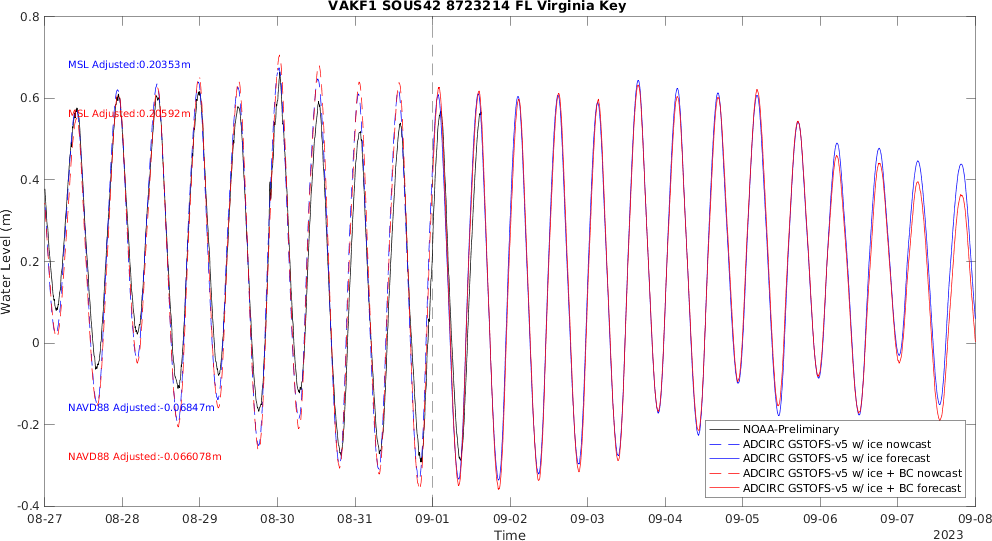 VAKF1 SOUS42 8723214 FL Virginia Key
0.8
0.6
0.4
0.2
0
-0.2
-0.4
Water Level (m)
MSL Adjusted:0.20353m
MSL Adjusted:0.20592m
NAVD88 Adjusted:-0.06847m
NAVD88 Adjusted:-0.066078m
NOAA-Preliminary
ADCIRC GSTOFS-v5 w/ ice nowcast
ADCIRC GSTOFS-v5 w/ ice forecast
ADCIRC GSTOFS-v5 w/ ice + BC nowcast
ADCIRC GSTOFS-v5 w/ ice + BC forecast
08-27 08-28 08-29 08-30 08-31 09-01 09-02 09-03 09-04 09-05 09-06 09-07 09-08
Time
2023